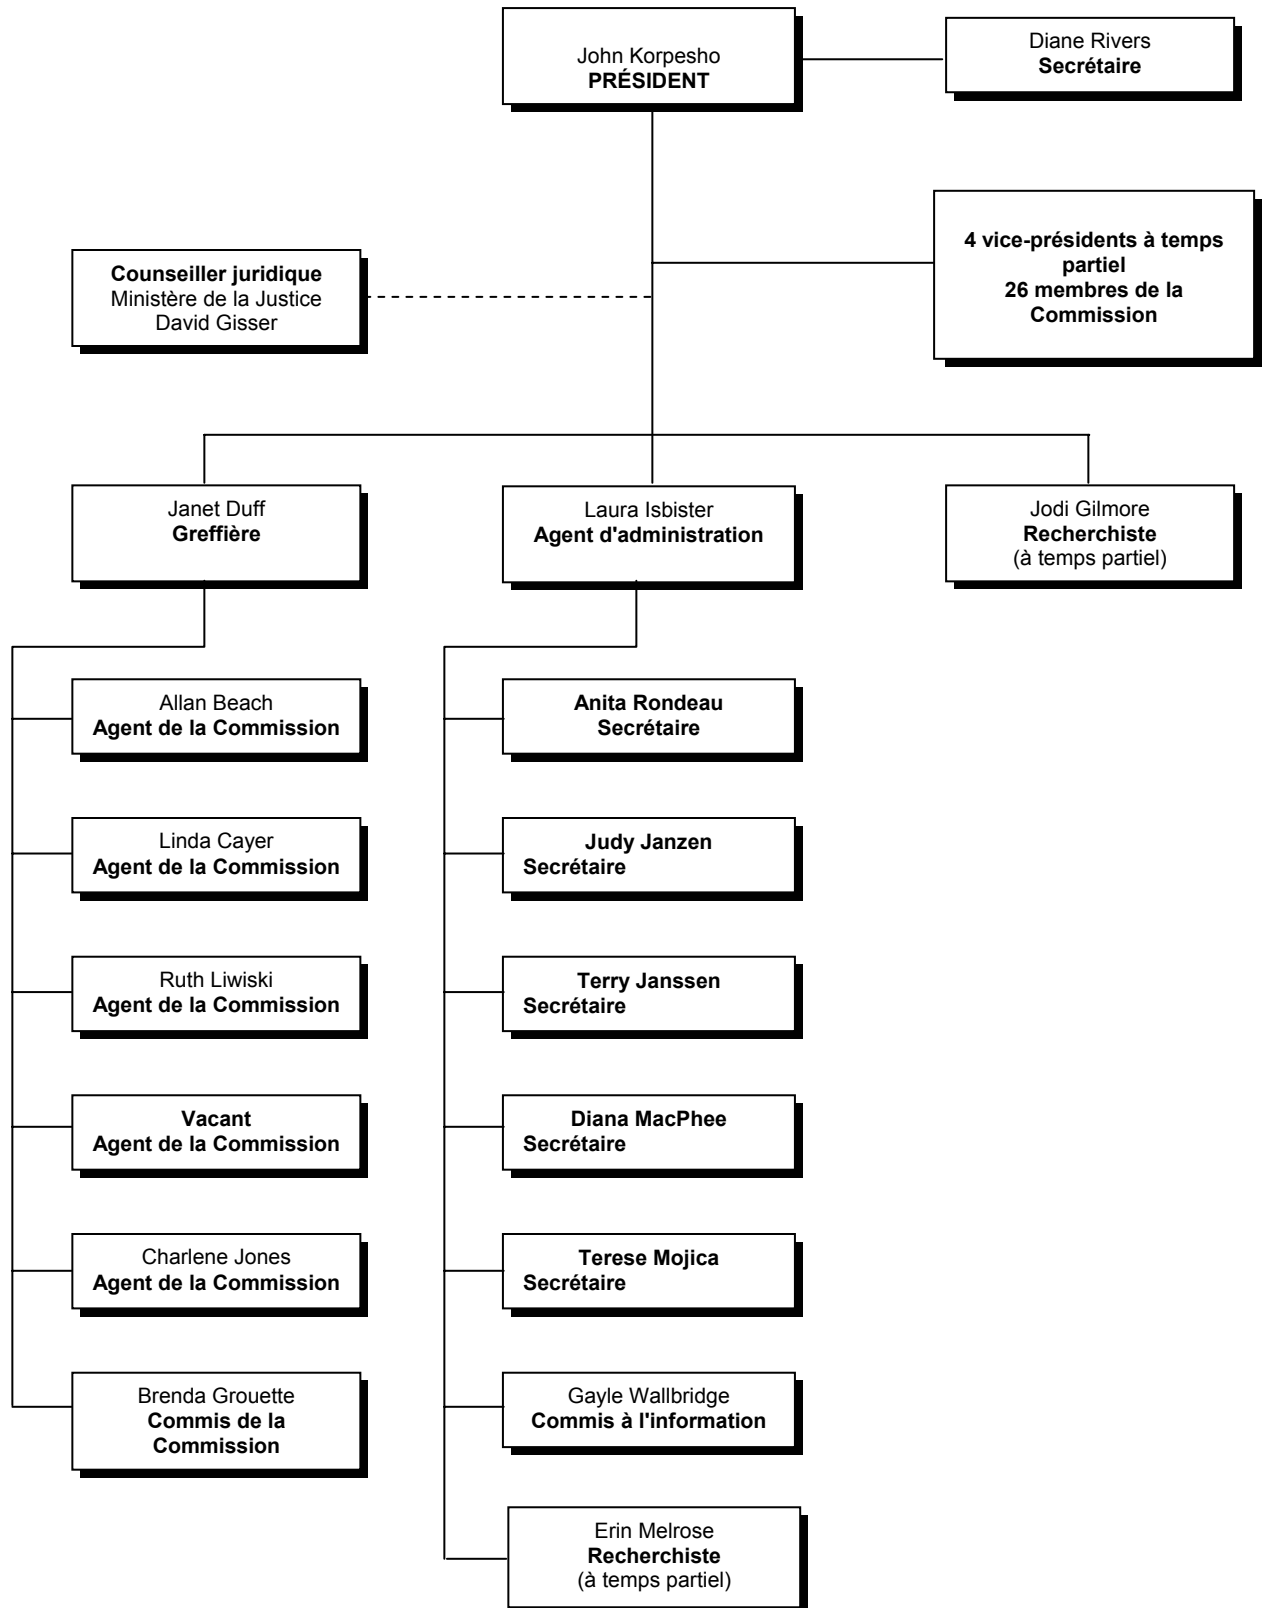 John Korpesho
PRÉSIDENT
Diane Rivers
Secrétaire
4 vice-présidents à temps
partiel
26 membres de la
Commission
Counseiller juridique
Ministère de la Justice
David Gisser
Janet Duff
Greffière
Laura Isbister
Agent d'administration
Jodi Gilmore
Recherchiste
(à temps partiel)
Allan Beach
Agent de la Commission
Linda Cayer
Agent de la Commission
Ruth Liwiski
Agent de la Commission
Vacant
Agent de la Commission
Charlene Jones
Agent de la Commission
Brenda Grouette
Commis de la
Commission
Anita Rondeau
Secrétaire
Judy Janzen
Secrétaire
Terry Janssen
Secrétaire
Diana MacPhee
Secrétaire
Terese Mojica
Secrétaire
Gayle Wallbridge
Commis à l'information
Erin Melrose
Recherchiste
(à temps partiel)